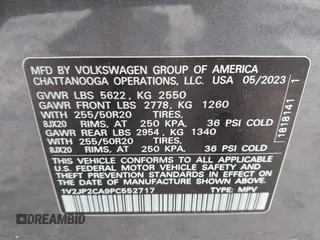 MFD. BY VOLKSWAGEN GROUP OF AMERICA
CHATTANOOGA OPERATIONS, LLC. USA 05/2023
GVWR LBS 5622, KG 2550
GAWR FRONT LBS 2778, KG 1260
WITH 255/50R20 TIRES,
8JX20 RIMS, AT 250 KPA, 36 PSI COLD
GAWR REAR LBS 2954, KG 1340
WITH 255/50R20 TIRES,
8JX20 RIMS, AT 250 KPA, 36 PSI COLD
THIS VEHICLE CONFORMS TO ALL APPLICABLE U.S.
FEDERAL MOTOR VEHICLE SAFETY AND
THEFT PREVENTION STANDARDS IN EFFECT ON THE
DATE OF MANUFACTURE SHOWN ABOVE.
1V2JP2CA9PC552717 TYPE: MPV
1818141 1
BIDFAX